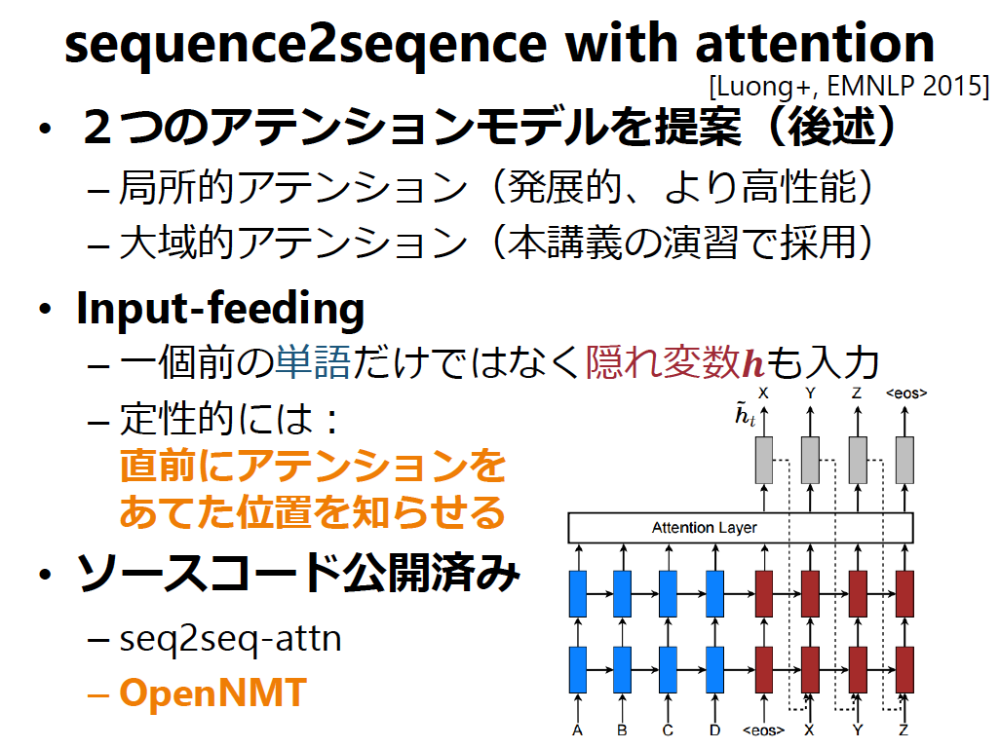 sequence2seqence with attention
[Luong+, EMNLP 2015]
• ２つのアテンションモデルを提案（後述）
– 局所的アテンション（発展的、より高性能）
– 大域的アテンション（本講義の演習で採用）
• Input-feeding
– 一個前の単語だけではなく隠れ変数hも入力
– 定性的には：
直前にアテンションを
あてた位置を知らせる
• ソースコード公開済み
– seq2seq-attn
– OpenNMT
X Y Z <eos>
h̃t
Attention Layer
A B C D <eos> X Y Z